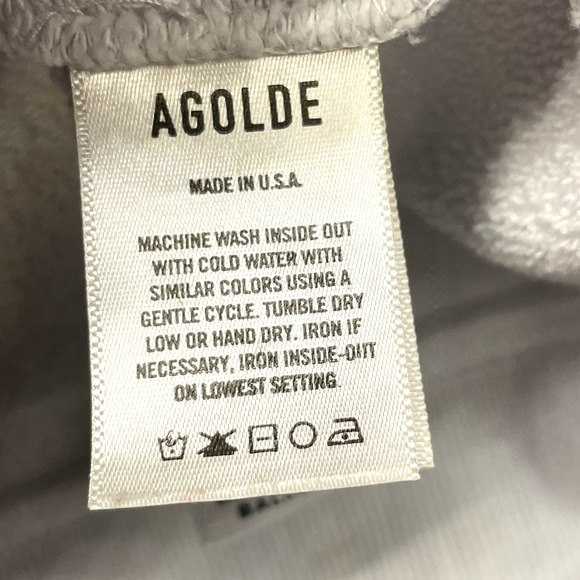 AGOLDE
MADE IN U.S.A.
MACHINE WASH INSIDE OUT
WITH COLD WATER WITH
SIMILAR COLORS USING A
GENTLE CYCLE. TUMBLE DRY
LOW OR HAND DRY. IRON IF
NECESSARY, IRON INSIDE-OUT
ON LOWEST SETTING.